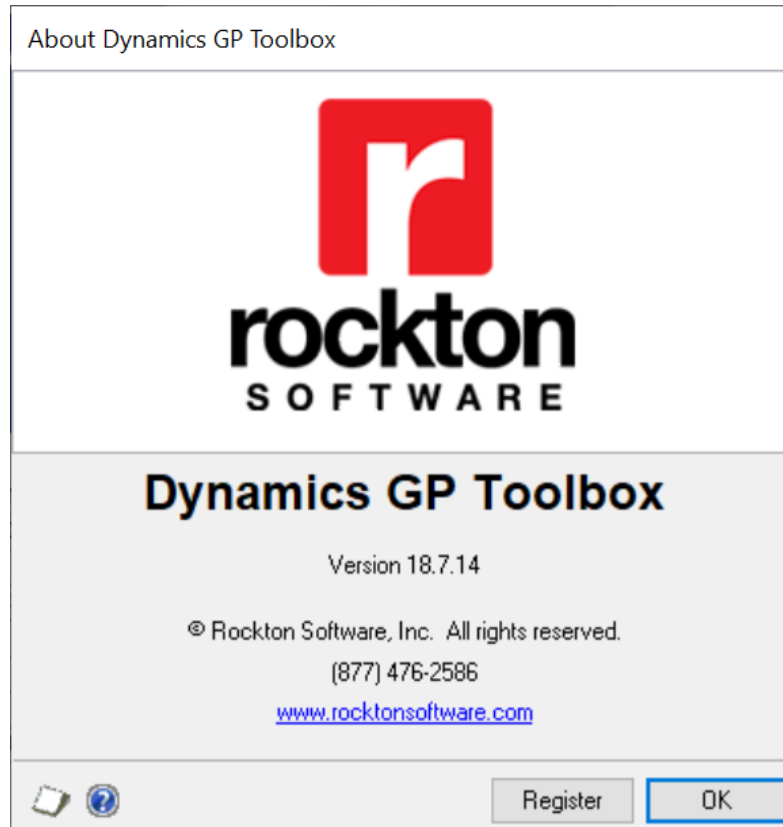 About Dynamics GP Toolbox
r
rockton
SOFTWARE
Dynamics GP Toolbox
Version 18.7.14
© Rockton Software, Inc. All rights reserved.
(877) 476-2586
www.rocktonsoftware.com
? Register OK